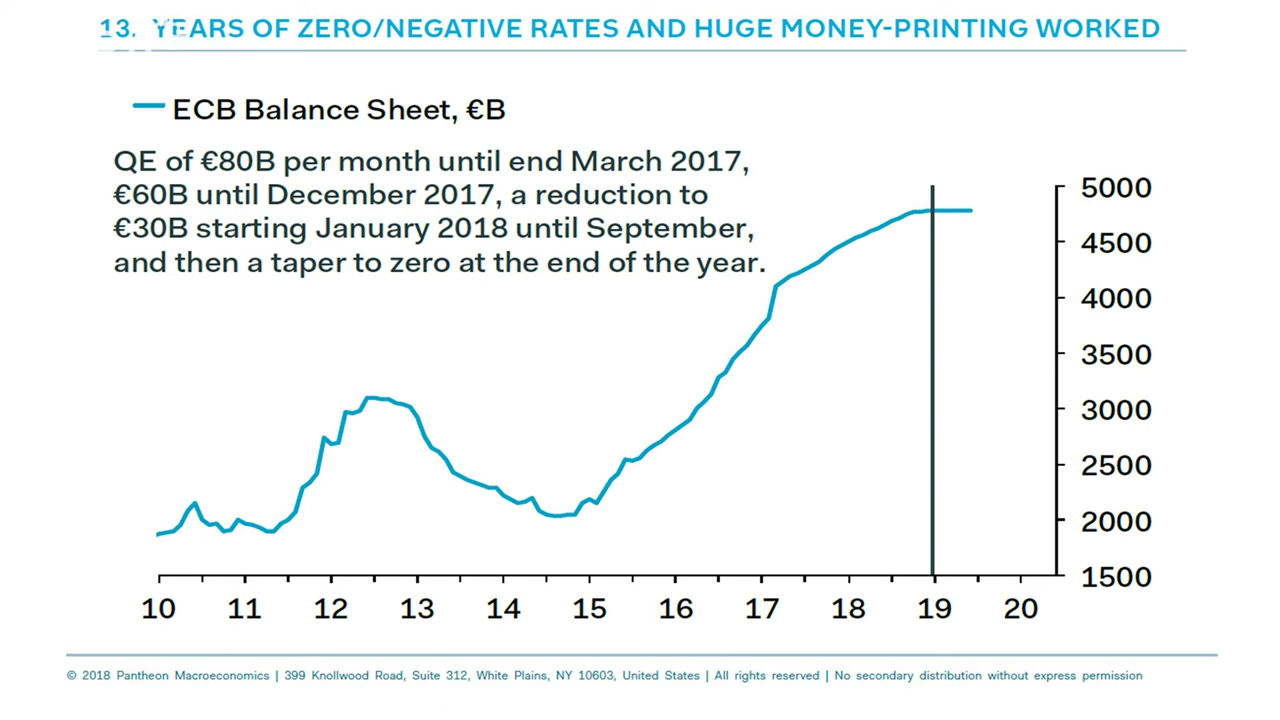 13. YEARS OF ZERO/NEGATIVE RATES AND HUGE MONEY-PRINTING WORKED
ECB Balance Sheet, €B
QE of €80B per month until end March 2017,
€60B until December 2017, a reduction to
€30B starting January 2018 until September,
and then a taper to zero at the end of the year.
5000
4500
4000
3500
3000
2500
2000
1500
10 11 12 13 14 15 16 17 18 19 20
© 2018 Pantheon Macroeconomics | 399 Knollwood Road, Suite 312, White Plains, NY 10603, United States | All rights reserved | No secondary distribution without express permission